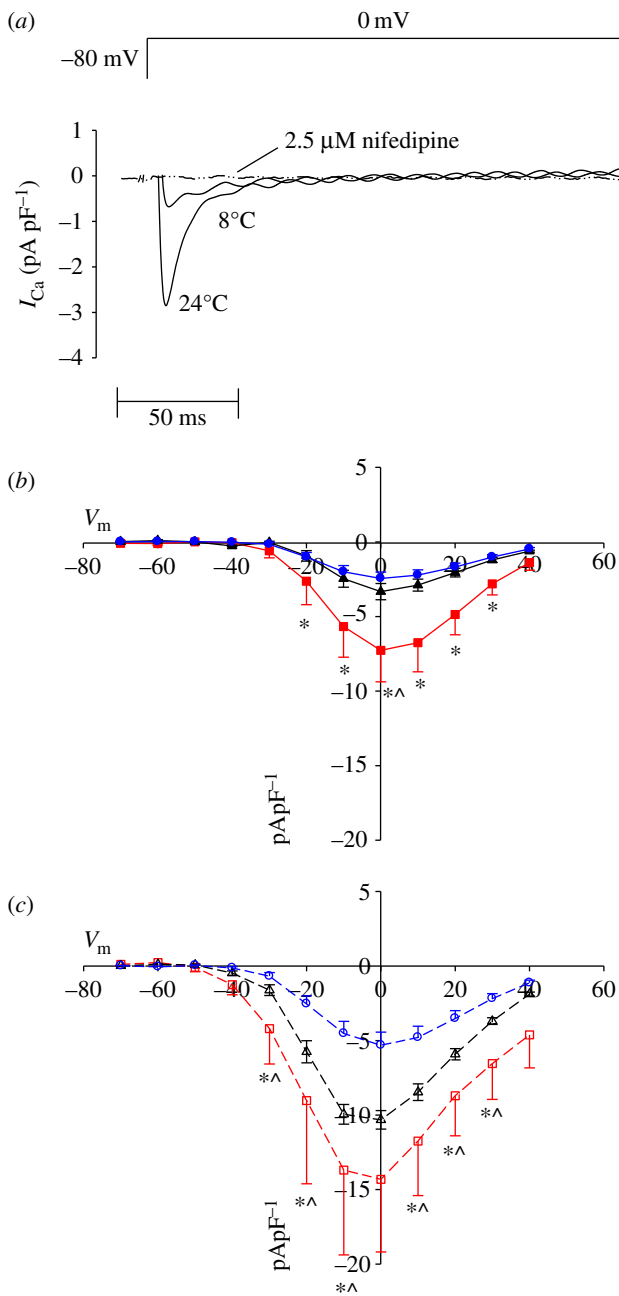 (a)
0 mV
–80 mV
2.5 µM nifedipine
1
0
–1
–2
–3
–4
I_Ca (pA pF⁻¹)
8°C
24°C
50 ms
(b)
5
V_m
0
–80 –60 –40 –20 0 20 40 60
–5
* * *^ * * *
–10
–15
–20
pApF⁻¹
(c)
5
V_m
0
–80 –60 –40 –20 0 20 40 60
–5
*^ *^ *^ *^ *^ *^
–10
–15
–20
pApF⁻¹